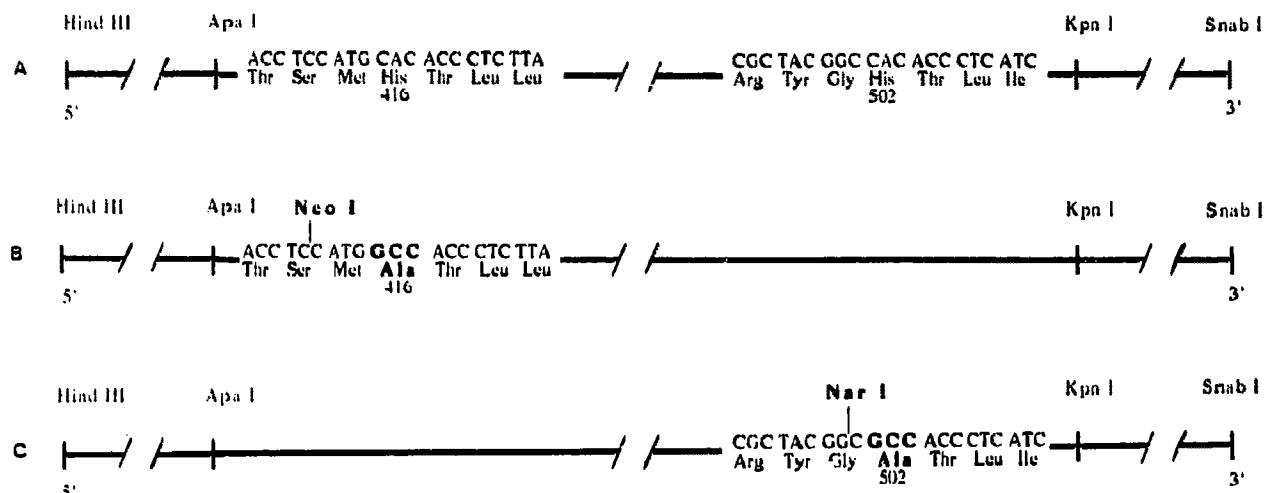 Hind III Apa I Kpn I Snab I
A ACC TCC ATG CAC ACC CTC TTA CGC TAC GGC CAC ACC CTC ATC
Thr Ser Met His Thr Leu Leu Arg Tyr Gly His Thr Leu Ile
416 502
5' 3'
Hind III Apa I Nco I Kpn I Snab I
B ACC TCC ATG GCC ACC CTC TTA
Thr Ser Met Ala Thr Leu Leu
416
5' 3'
Hind III Apa I Nar I Kpn I Snab I
C CGC TAC GGC GCC ACC CTC ATC
Arg Tyr Gly Ala Thr Leu Ile
502
5' 3'